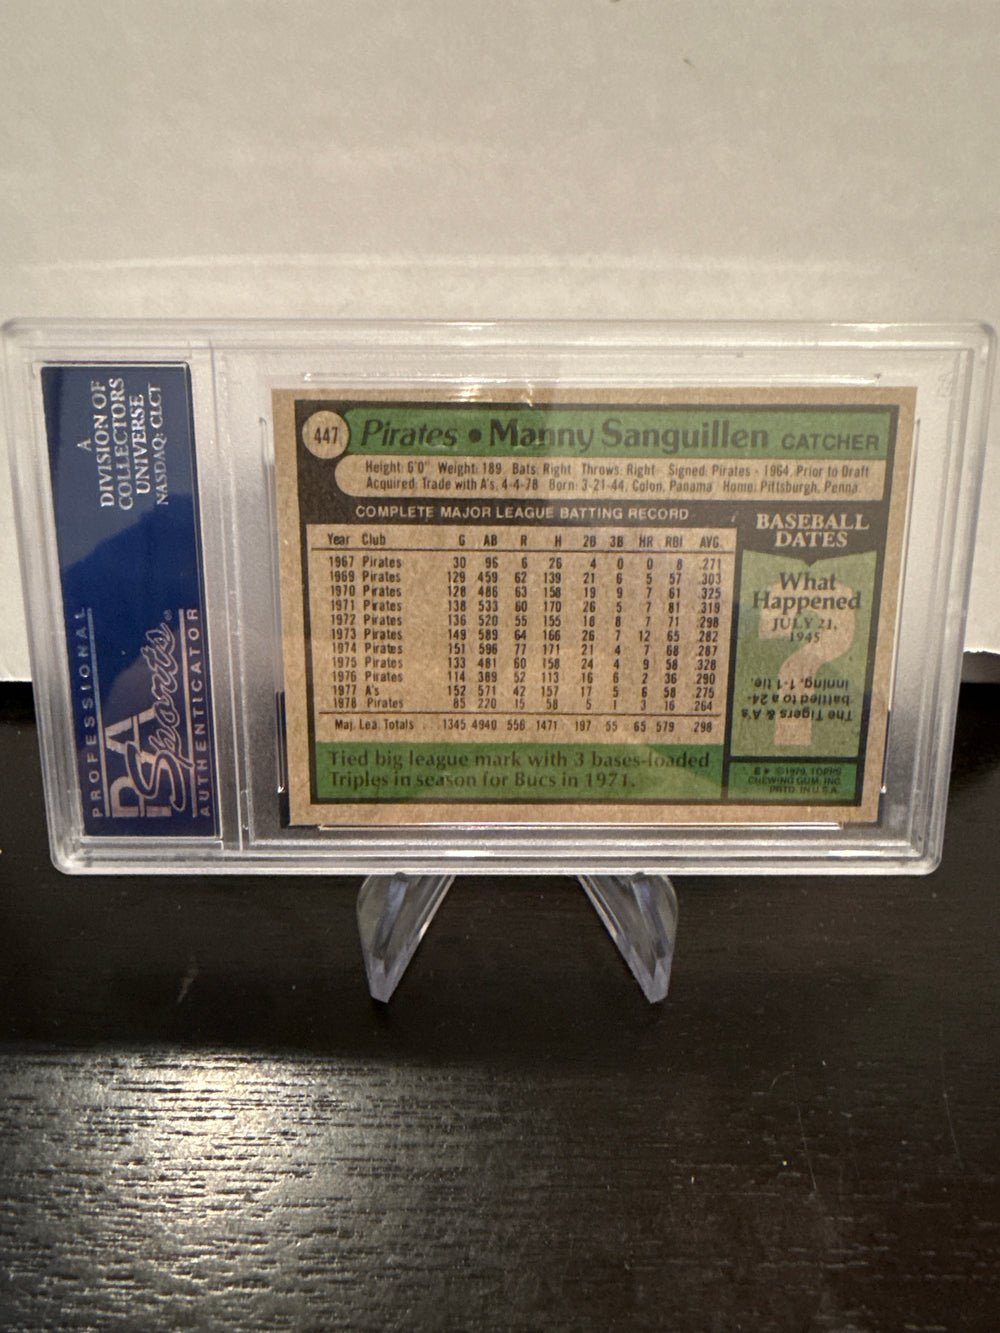 A
DIVISION OF
COLLECTORS
UNIVERSE
NASDAQ: CLCT
PROFESSIONAL
PSA
Sports®
AUTHENTICATOR
447 Pirates • Manny Sanguillen CATCHER
Height: 6'0" Weight: 189 Bats: Right Throws: Right Signed: Pirates - 1964, Prior to Draft
Acquired: Trade with A's, 4-4-78 Born: 3-21-44, Colon, Panama Home: Pittsburgh, Penna.
COMPLETE MAJOR LEAGUE BATTING RECORD
Year Club G AB R H 2B 3B HR RBI AVG.
1967 Pirates 30 96 6 26 4 0 0 8 .271
1969 Pirates 129 459 62 139 21 6 5 57 .303
1970 Pirates 128 486 63 158 19 9 7 61 .325
1971 Pirates 138 533 60 170 26 5 7 81 .319
1972 Pirates 136 520 55 155 18 8 7 71 .298
1973 Pirates 149 589 64 166 26 7 12 65 .282
1974 Pirates 151 596 77 171 21 4 7 68 .287
1975 Pirates 133 481 60 158 24 4 9 58 .328
1976 Pirates 114 389 52 113 16 6 2 36 .290
1977 A's 152 571 42 157 17 5 6 58 .275
1978 Pirates 85 220 15 58 5 1 3 16 .264
Maj. Lea. Totals 1345 4940 556 1471 197 55 65 579 .298
Tied big league mark with 3 bases-loaded
Triples in season for Bucs in 1971.
BASEBALL
DATES
What
Happened
JULY 21,
1945
?
The Tigers & A's
battled to a 24-
inning, 1-1 tie.
©1979, TOPPS
CHEWING GUM, INC.
PRTD. IN U.S.A.